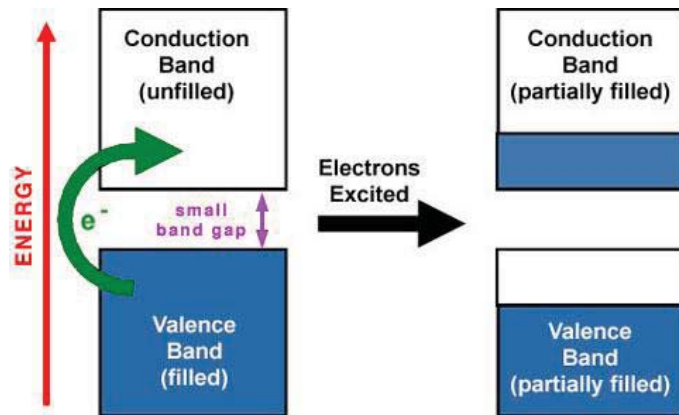 Conduction
Band
(unfilled)
ENERGY
e-
small
band gap
Valence
Band
(filled)
Electrons
Excited
Conduction
Band
(partially filled)
Valence
Band
(partially filled)